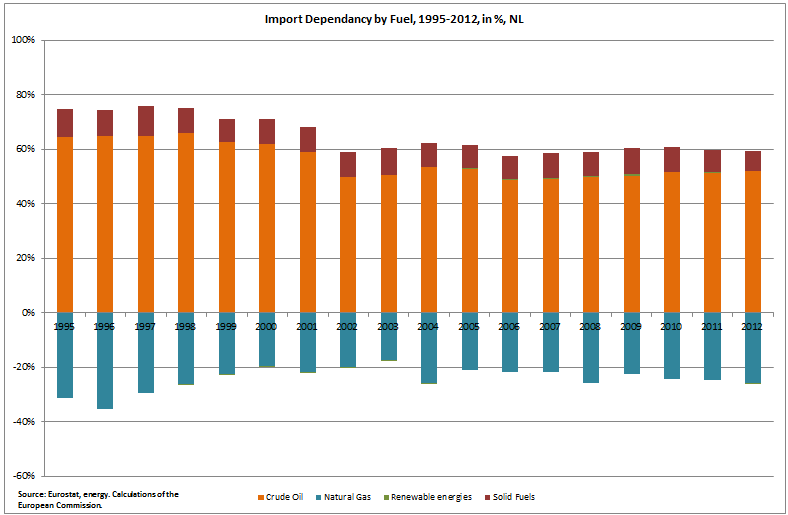 Import Dependancy by Fuel, 1995-2012, in %, NL
100%
80%
60%
40%
20%
0%
1995 1996 1997 1998 1999 2000 2001 2002 2003 2004 2005 2006 2007 2008 2009 2010 2011 2012
-20%
-40%
-60%
Source: Eurostat, energy. Calculations of the
European Commission.
Crude Oil Natural Gas Renewable energies Solid Fuels